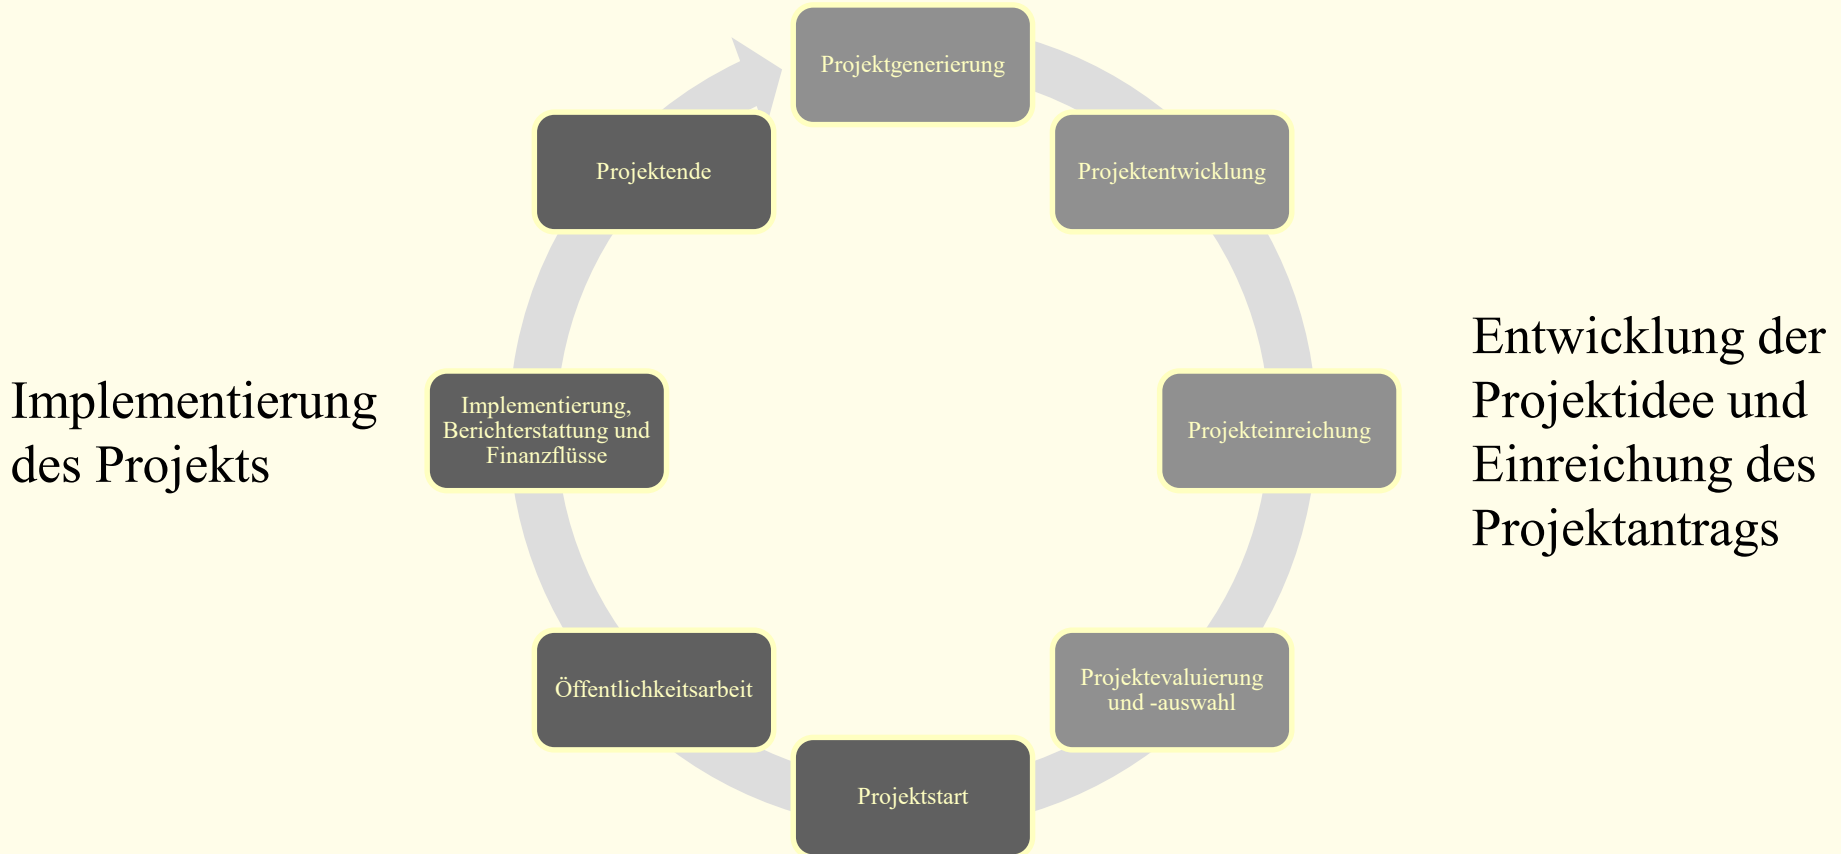 Projektgenerierung
Projektentwicklung
Projekteinreichung
Projektevaluierung
und -auswahl
Projektstart
Öffentlichkeitsarbeit
Implementierung,
Berichterstattung und
Finanzflüsse
Projektende
Entwicklung der
Projektidee und
Einreichung des
Projektantrags
Implementierung
des Projekts